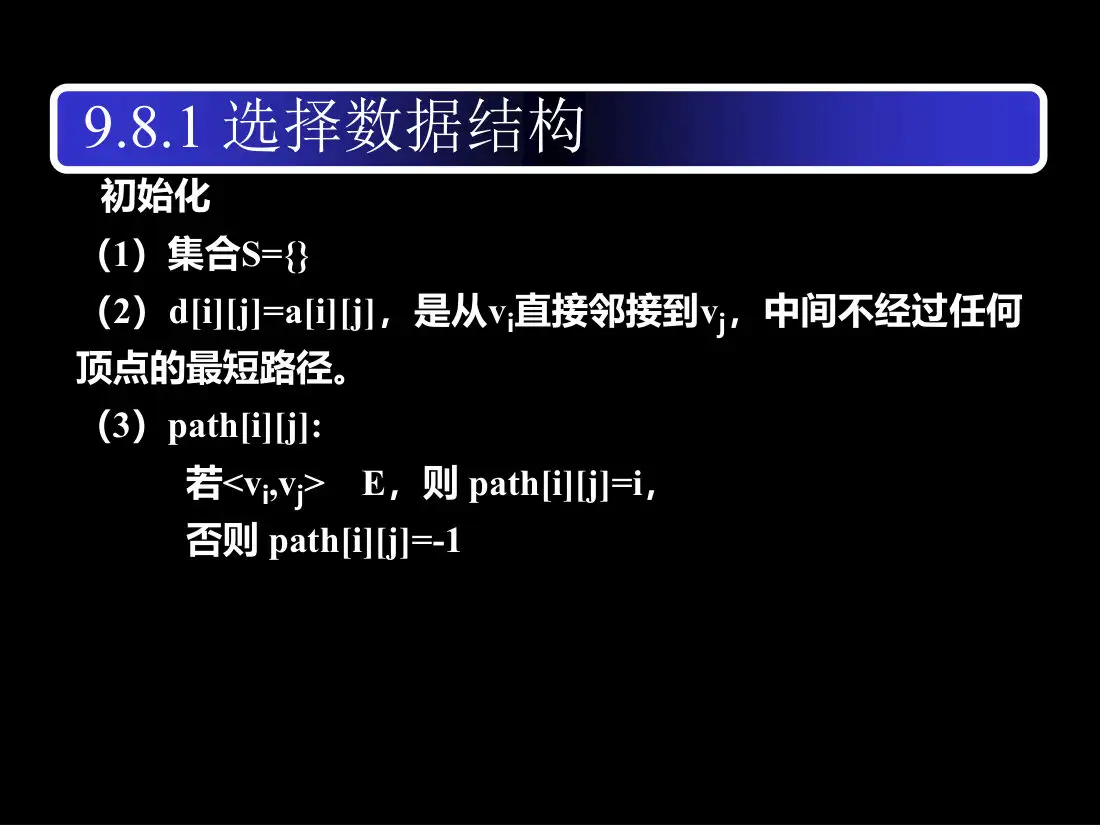 9.8.1 选择数据结构
初始化
（1）集合S={}
（2）d[i][j]=a[i][j]，是从vi直接邻接到vj，中间不经过任何
顶点的最短路径。
（3）path[i][j]:
若<vi,vj> E，则 path[i][j]=i，
否则 path[i][j]=-1